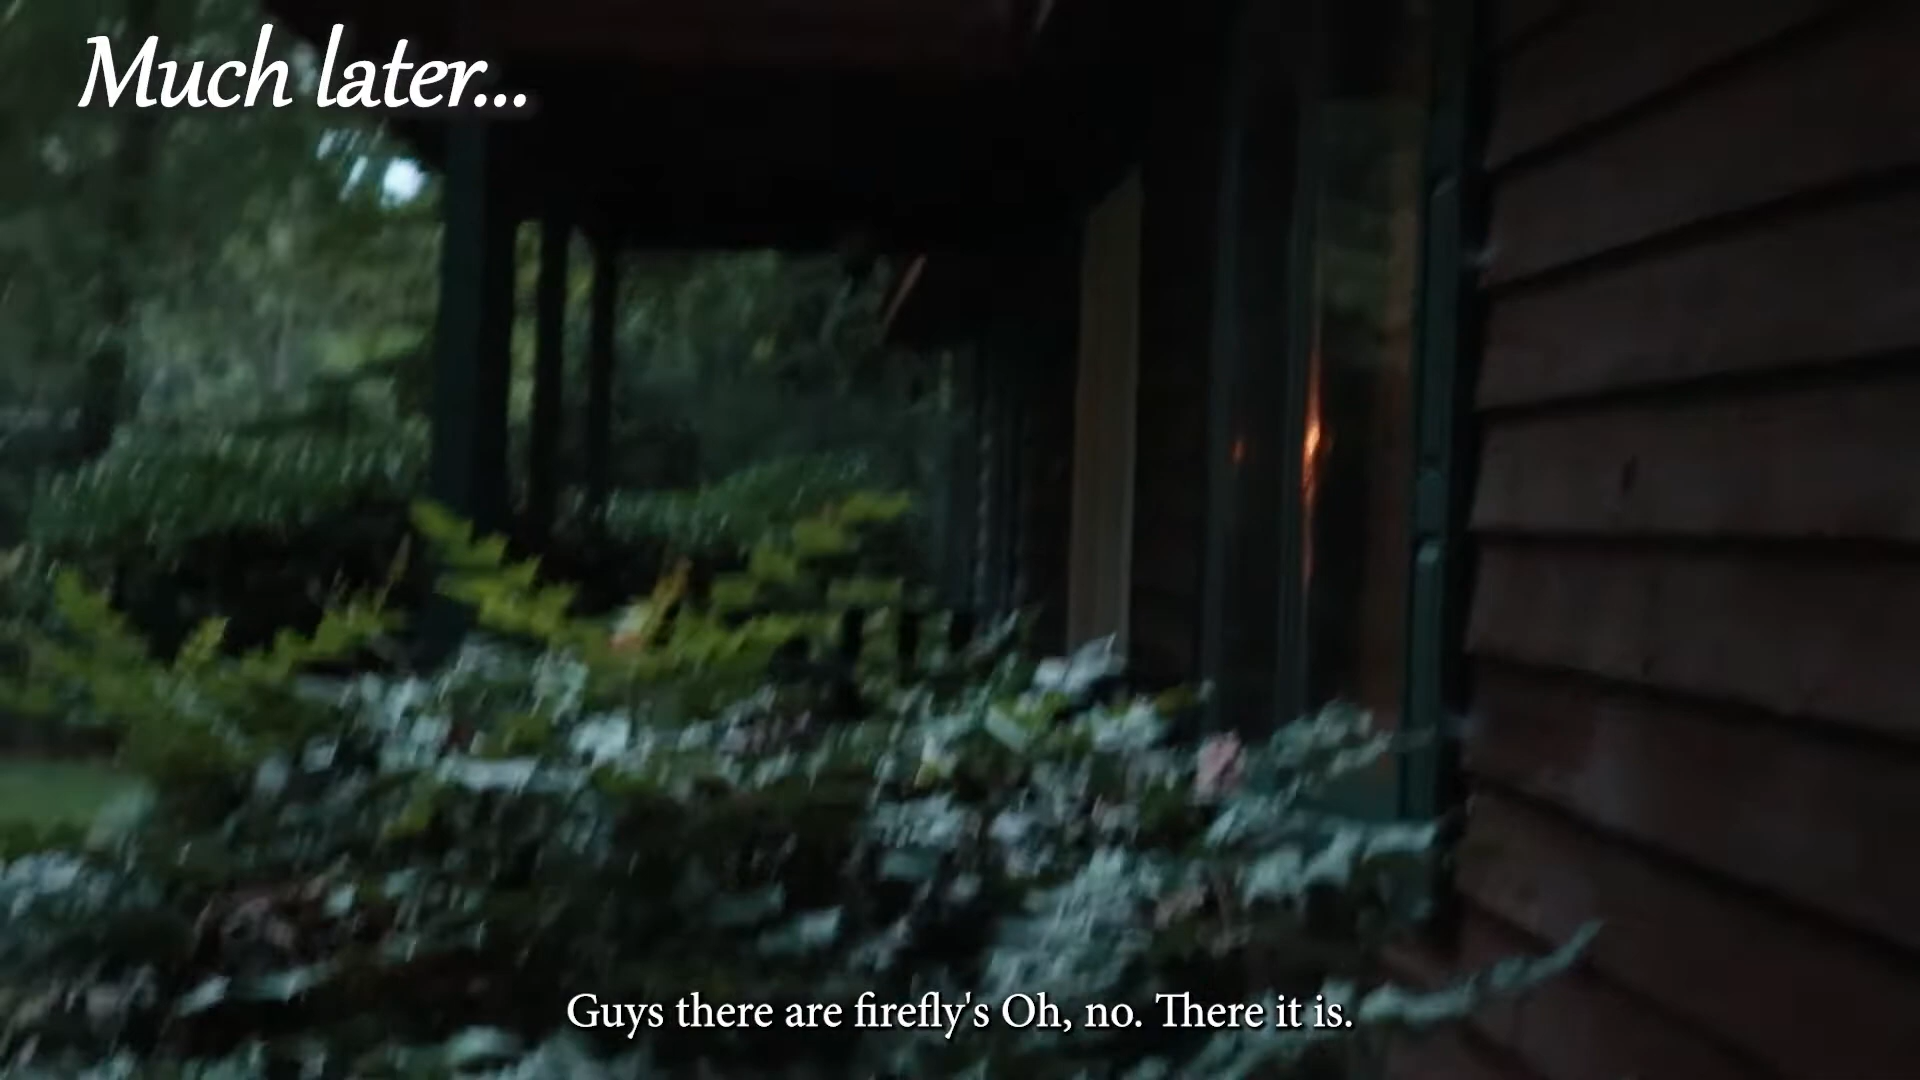 Much later...
Guys there are firefly's Oh, no. There it is.